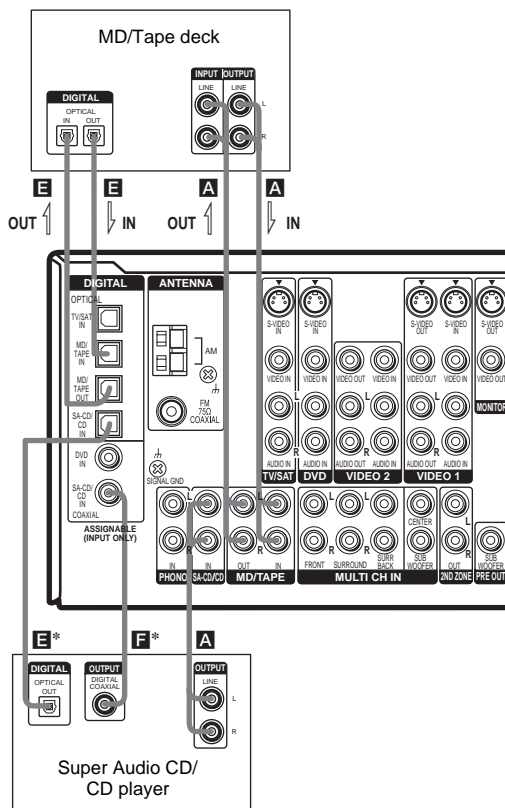 MD/Tape deck
INPUT OUTPUT
LINE LINE
L
R
DIGITAL
OPTICAL
IN OUT
E E A A
OUT IN OUT IN
DIGITAL
OPTICAL
TV/SAT
IN
MD/
TAPE
IN
MD/
TAPE
OUT
SA-CD/
CD
IN
DVD
IN
SA-CD/
CD
IN
COAXIAL
ASSIGNABLE
(INPUT ONLY)
ANTENNA
AM
FM
75Ω
COAXIAL
SIGNAL GND
S-VIDEO
IN
S-VIDEO
IN
S-VIDEO
OUT
S-VIDEO
IN
S-VIDEO
OUT
VIDEO IN VIDEO IN VIDEO OUT VIDEO IN VIDEO OUT VIDEO IN VIDEO OUT
MONITOR
L L L
R R R
AUDIO IN AUDIO IN AUDIO OUT AUDIO IN AUDIO OUT AUDIO IN
TV/SAT DVD VIDEO 2 VIDEO 1
L L L CENTER L
R R R R
IN IN OUT IN FRONT SURROUND SURR
BACK
SUB
WOOFER
OUT SUB
WOOFER
PHONO SA-CD/CD MD/TAPE MULTI CH IN 2ND ZONE PRE OUT
E* F* A
DIGITAL
OPTICAL
OUT
OUTPUT
DIGITAL
COAXIAL
OUTPUT
LINE
L
R
Super Audio CD/
CD player